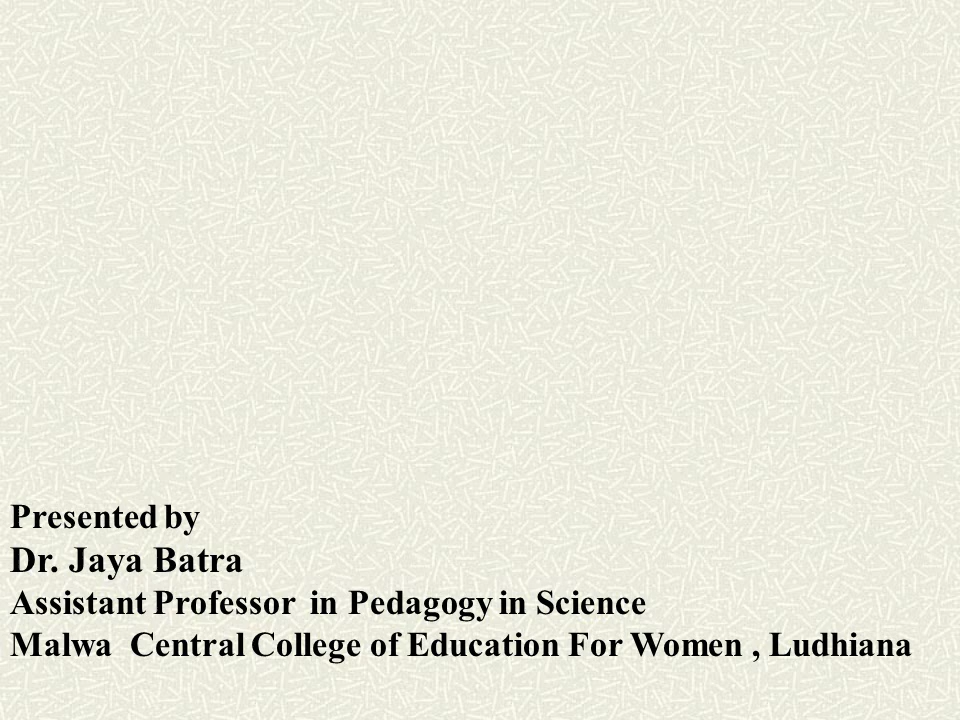 Presented by
Dr. Jaya Batra
Assistant Professor in Pedagogy in Science
Malwa Central College of Education For Women , Ludhiana